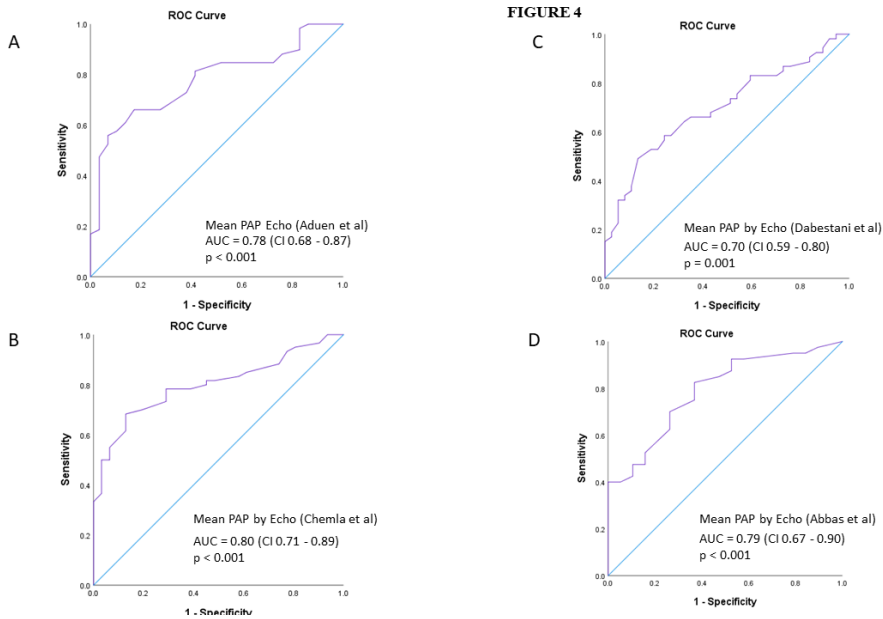 FIGURE 4
A
ROC Curve
1.0
0.8
0.6
0.4
0.2
0.0
Sensitivity
Mean PAP Echo (Aduen et al)
AUC = 0.78 (CI 0.68 - 0.87)
p < 0.001
0.0 0.2 0.4 0.6 0.8 1.0
1 - Specificity
B
ROC Curve
1.0
0.8
0.6
0.4
0.2
0.0
Sensitivity
Mean PAP by Echo (Chemla et al)
AUC = 0.80 (CI 0.71 - 0.89)
p < 0.001
0.0 0.2 0.4 0.6 0.8 1.0
1 - Specificity
C
ROC Curve
1.0
0.8
0.6
0.4
0.2
0.0
Sensitivity
Mean PAP by Echo (Dabestani et al)
AUC = 0.70 (CI 0.59 - 0.80)
p = 0.001
0.0 0.2 0.4 0.6 0.8 1.0
1 - Specificity
D
ROC Curve
1.0
0.8
0.6
0.4
0.2
0.0
Sensitivity
Mean PAP by Echo (Abbas et al)
AUC = 0.79 (CI 0.67 - 0.90)
p < 0.001
0.0 0.2 0.4 0.6 0.8 1.0
1 - Specificity